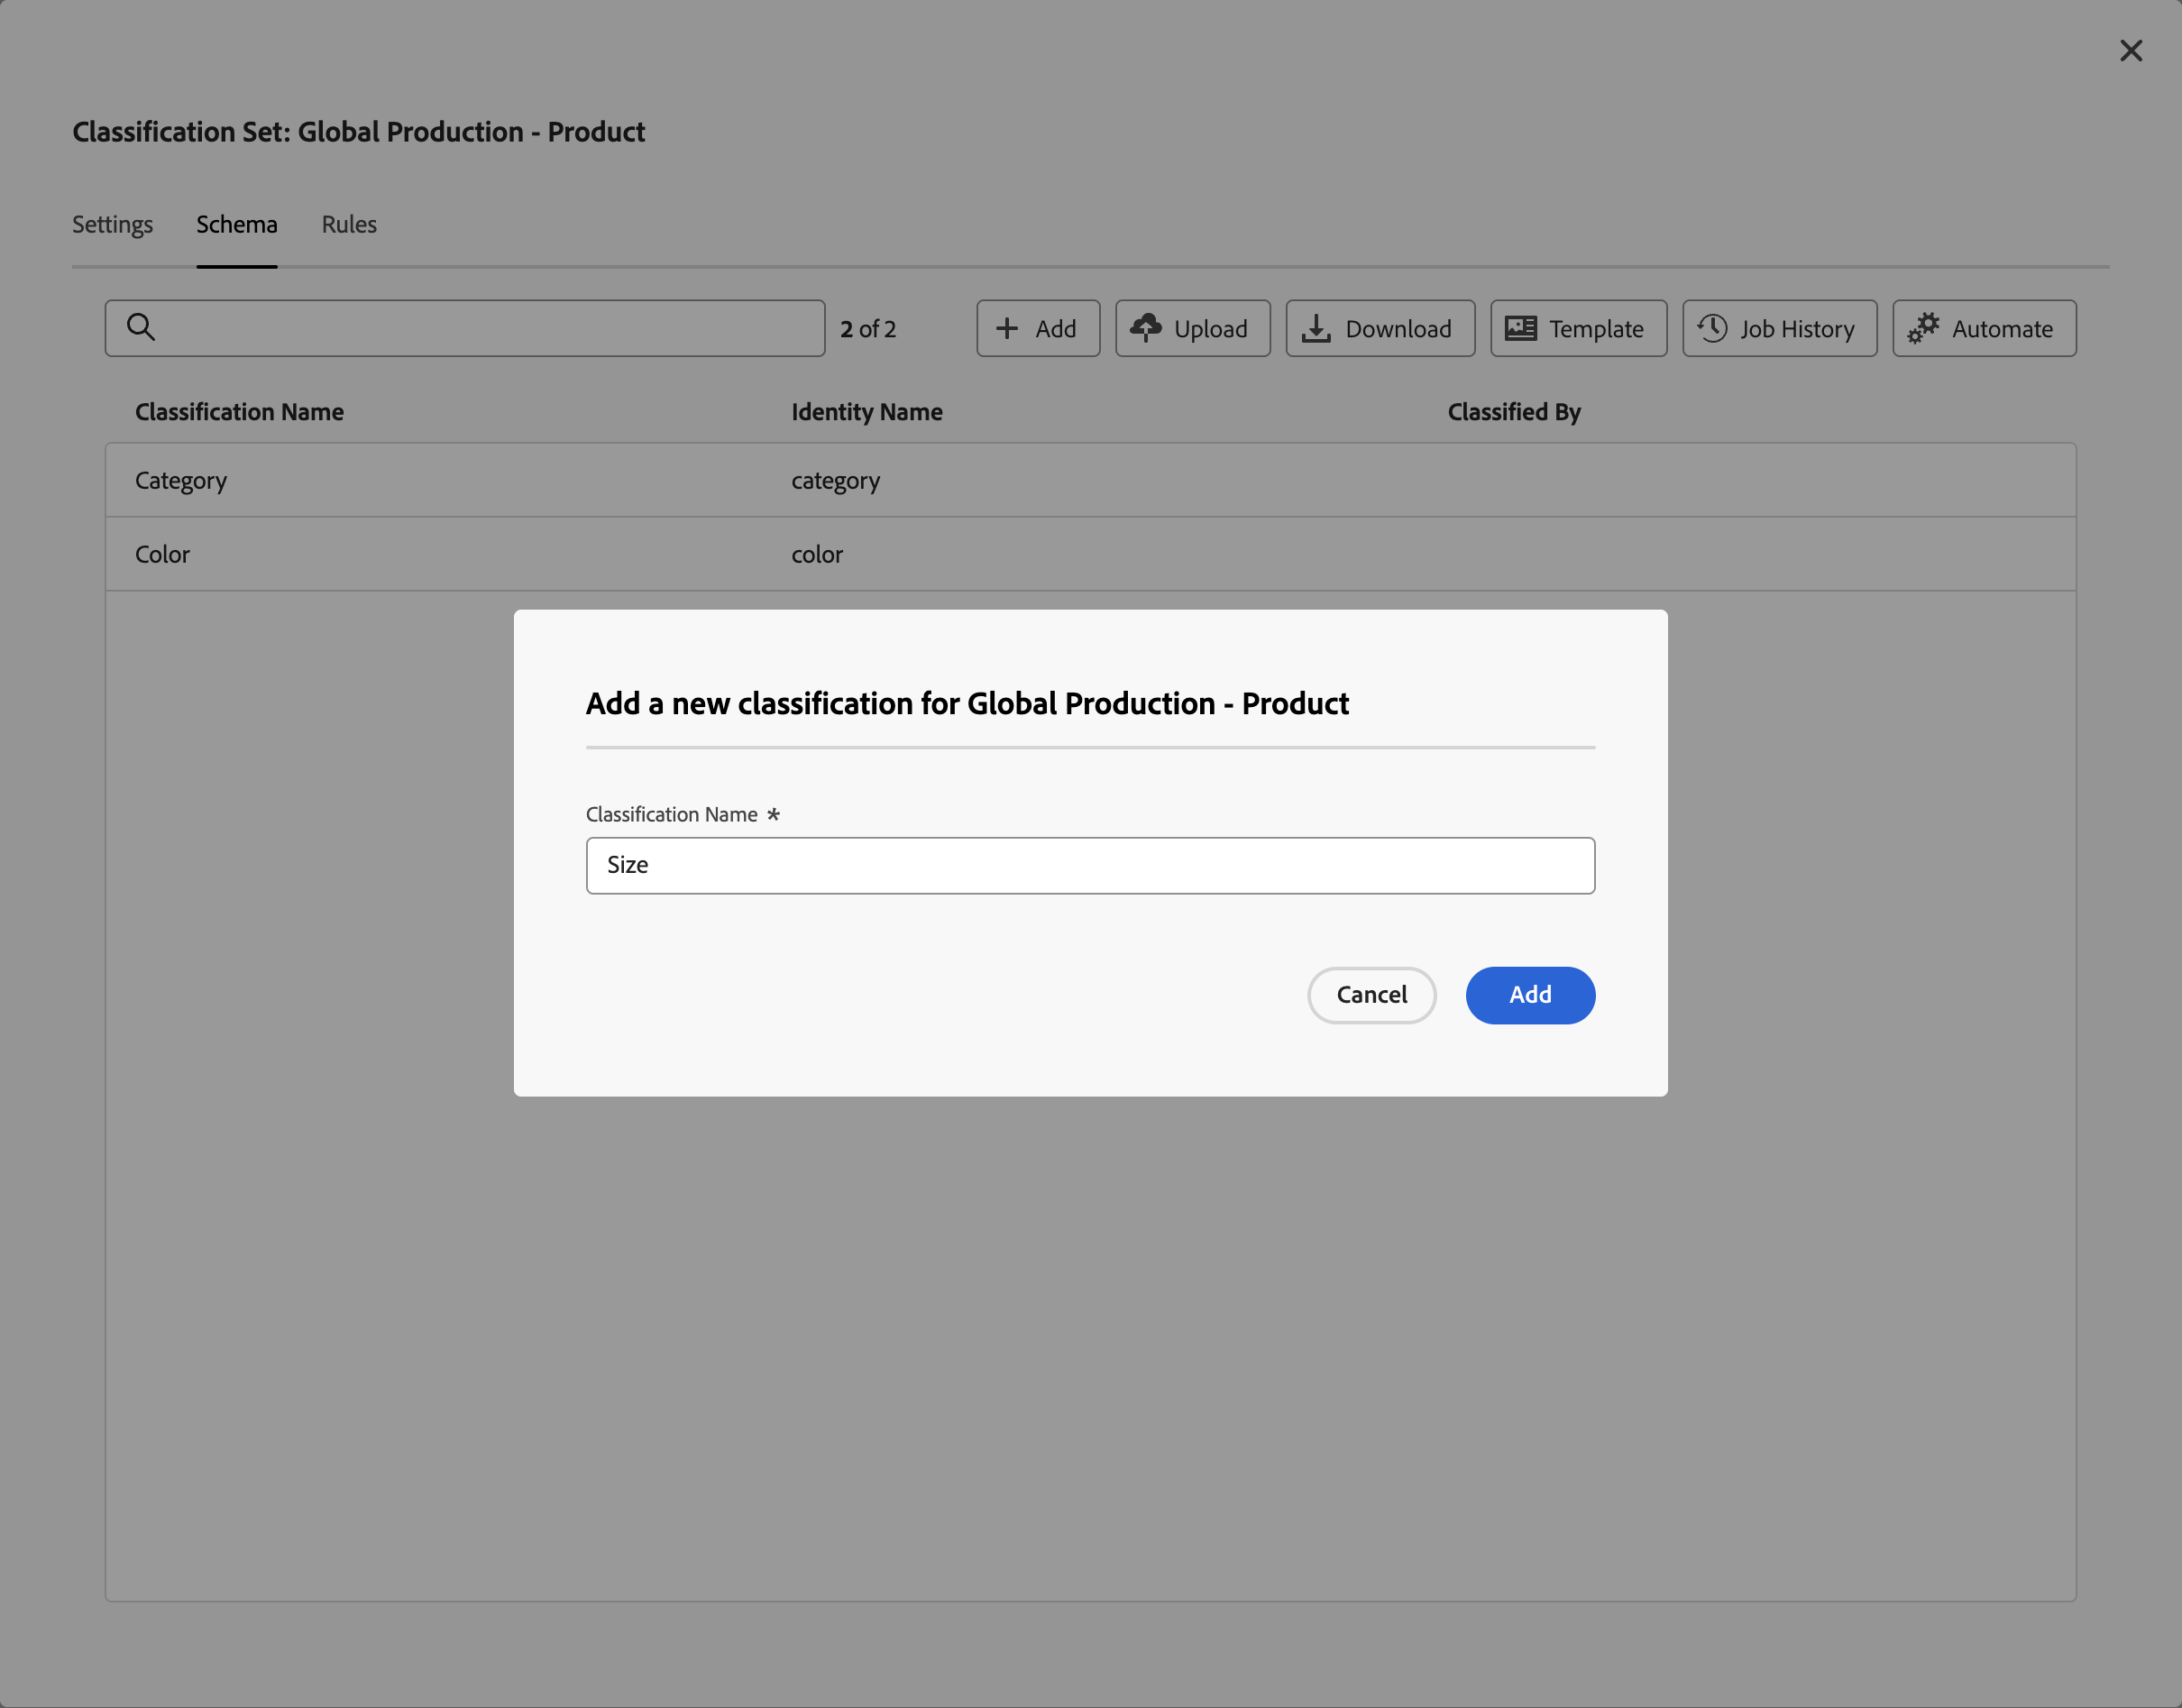 Classification Set: Global Production - Product
Settings Schema Rules
2 of 2 Add Upload Download Template Job History Automate
Classification Name Identity Name Classified By
Category category
Color color
Add a new classification for Global Production - Product
Classification Name *
Size
Cancel Add